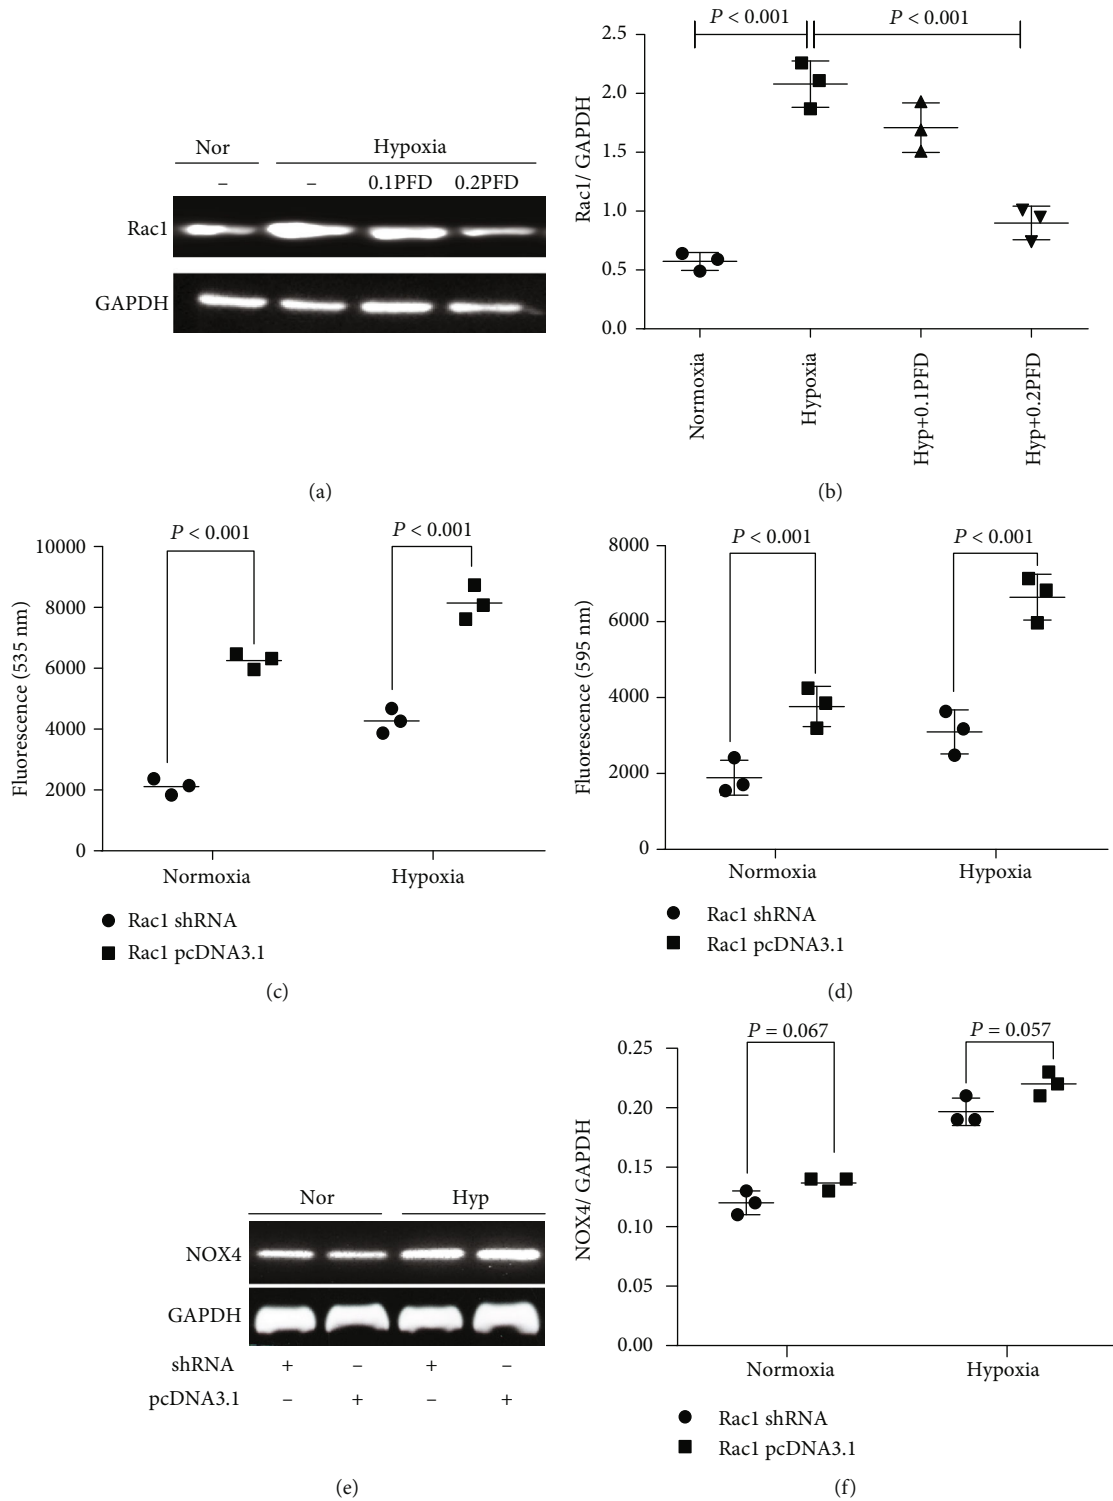 Nor Hypoxia
– – 0.1PFD 0.2PFD
Rac1
GAPDH
(a)
P < 0.001 P < 0.001
Rac1/ GAPDH
2.5
2.0
1.5
1.0
0.5
0.0
Normoxia
Hypoxia
Hyp+0.1PFD
Hyp+0.2PFD
(b)
P < 0.001 P < 0.001
Fluorescence (535 nm)
10000
8000
6000
4000
2000
0
Normoxia Hypoxia
Rac1 shRNA
Rac1 pcDNA3.1
(c)
P < 0.001 P < 0.001
Fluorescence (595 nm)
8000
6000
4000
2000
0
Normoxia Hypoxia
Rac1 shRNA
Rac1 pcDNA3.1
(d)
Nor Hyp
NOX4
GAPDH
shRNA + – + –
pcDNA3.1 – + – +
(e)
P = 0.067 P = 0.057
NOX4/ GAPDH
0.25
0.20
0.15
0.10
0.05
0.00
Normoxia Hypoxia
Rac1 shRNA
Rac1 pcDNA3.1
(f)